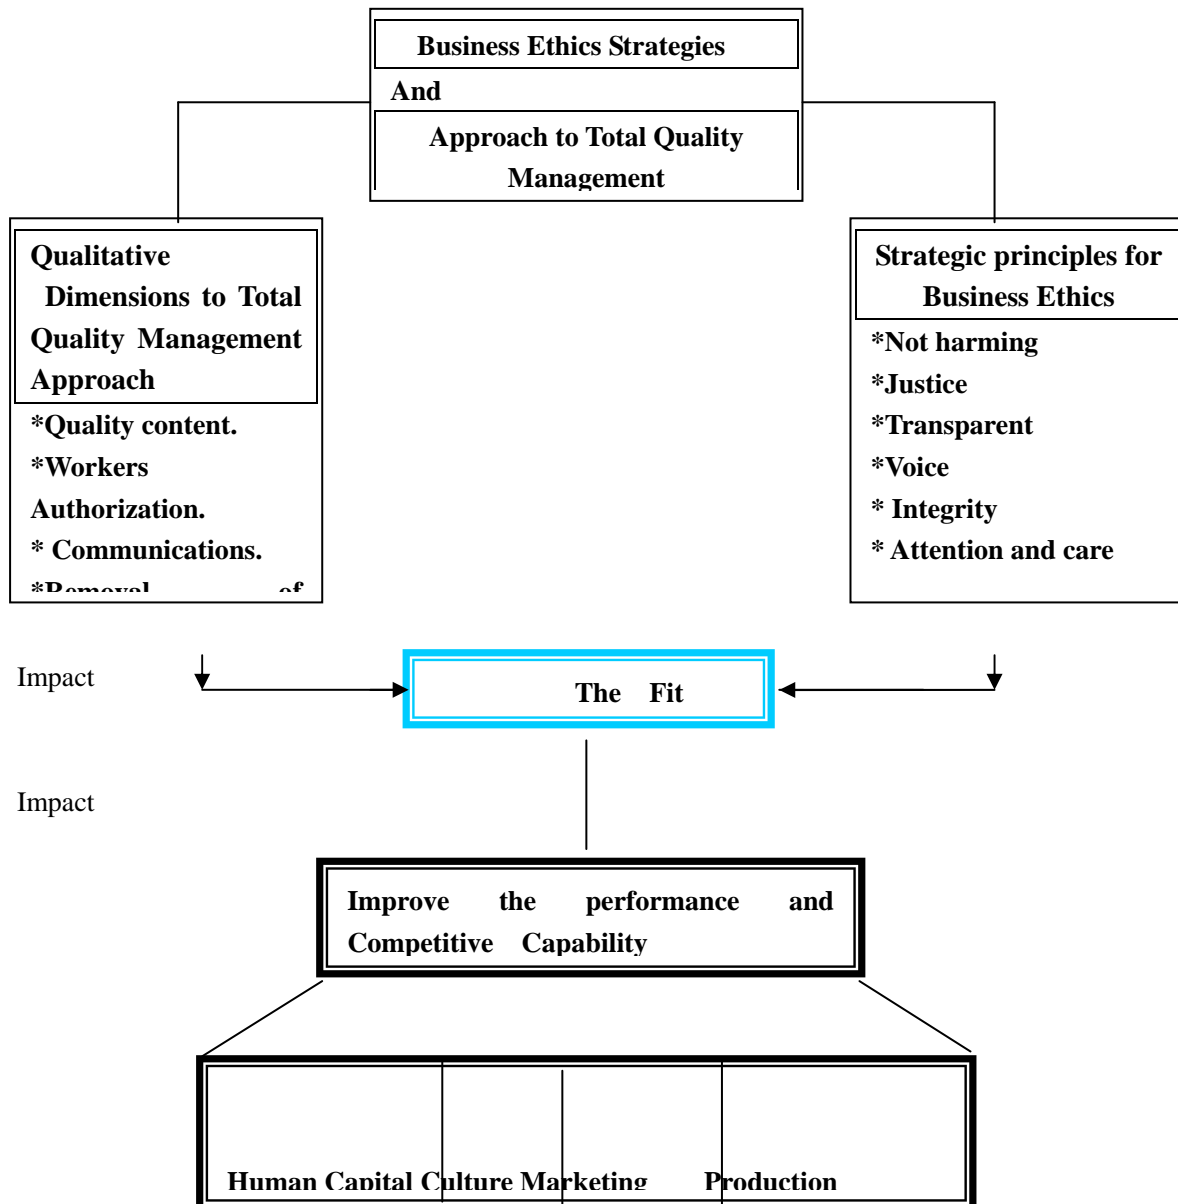 Business Ethics Strategies
And
Approach to Total Quality
Management
Qualitative
Dimensions to Total
Quality Management
Approach
*Quality content.
*Workers
Authorization.
* Communications.
*Removal of
Strategic principles for
Business Ethics
*Not harming
*Justice
*Transparent
*Voice
* Integrity
* Attention and care
Impact
The Fit
Impact
Improve the performance and
Competitive Capability
Human Capital Culture Marketing Production